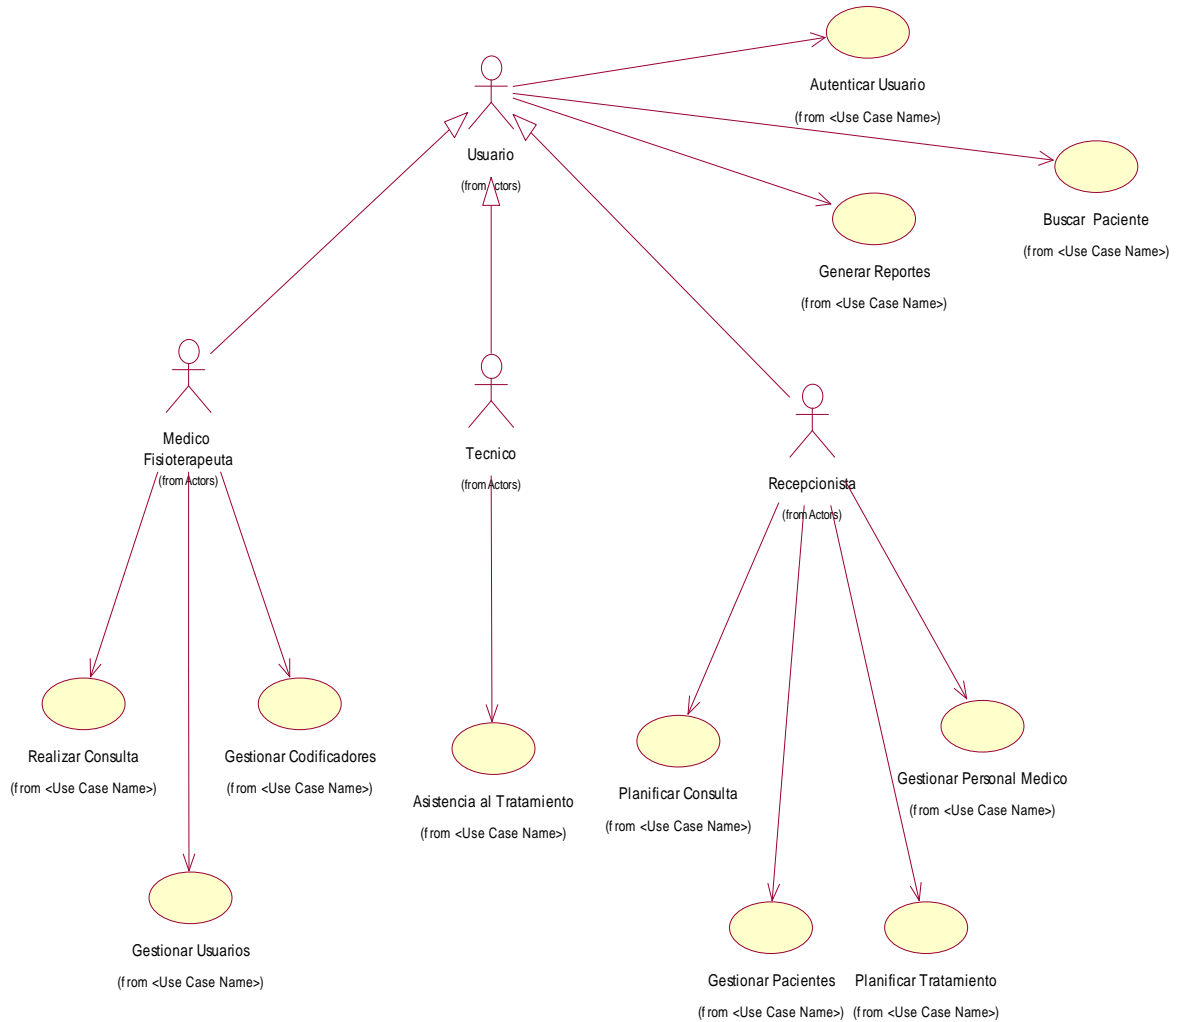 Autenticar Usuario
(from <Use Case Name>)
Usuario
(from Actors)
Buscar Paciente
(from <Use Case Name>)
Generar Reportes
(from <Use Case Name>)
Medico
Fisioterapeuta
(from Actors)
Tecnico
(from Actors)
Recepcionista
(from Actors)
Realizar Consulta
(from <Use Case Name>)
Gestionar Codificadores
(from <Use Case Name>)
Asistencia al Tratamiento
(from <Use Case Name>)
Planificar Consulta
(from <Use Case Name>)
Gestionar Personal Medico
(from <Use Case Name>)
Gestionar Usuarios
(from <Use Case Name>)
Gestionar Pacientes
(from <Use Case Name>)
Planificar Tratamiento
(from <Use Case Name>)